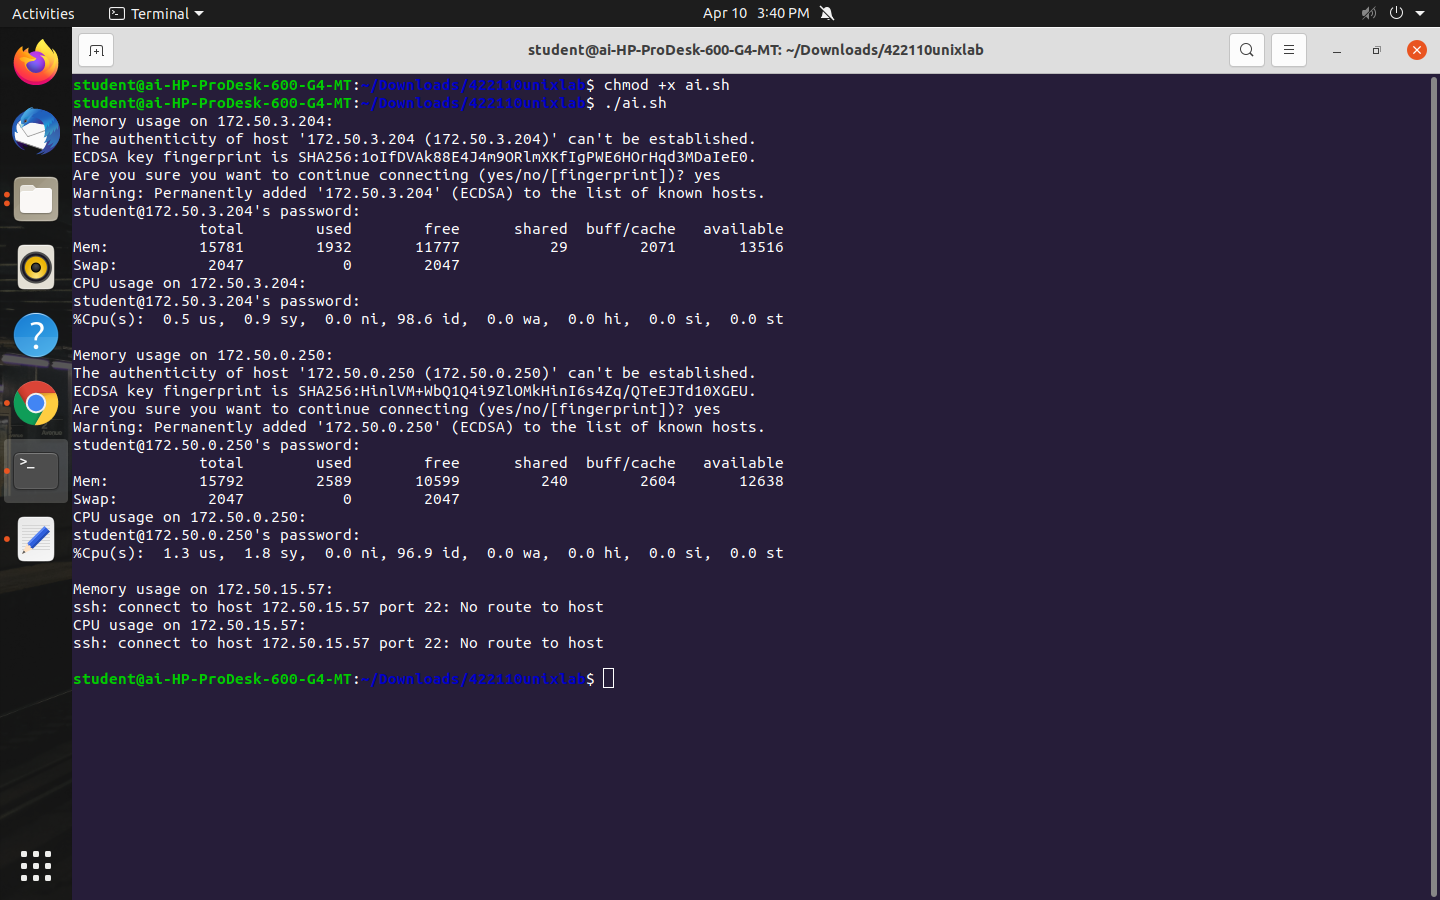 Activities Terminal Apr 10 3:40 PM
student@ai-HP-ProDesk-600-G4-MT: ~/Downloads/422110unixlab
student@ai-HP-ProDesk-600-G4-MT:~/Downloads/422110unixlab$ chmod +x ai.sh
student@ai-HP-ProDesk-600-G4-MT:~/Downloads/422110unixlab$ ./ai.sh
Memory usage on 172.50.3.204:
The authenticity of host '172.50.3.204 (172.50.3.204)' can't be established.
ECDSA key fingerprint is SHA256:1oIfDVAk88E4J4m9ORlmXKfIgPWE6HOrHqd3MDaIeE0.
Are you sure you want to continue connecting (yes/no/[fingerprint])? yes
Warning: Permanently added '172.50.3.204' (ECDSA) to the list of known hosts.
student@172.50.3.204's password:
              total        used        free      shared  buff/cache   available
Mem:          15781        1932       11777          29        2071       13516
Swap:          2047           0        2047
CPU usage on 172.50.3.204:
student@172.50.3.204's password:
%Cpu(s):  0.5 us,  0.9 sy,  0.0 ni, 98.6 id,  0.0 wa,  0.0 hi,  0.0 si,  0.0 st
Memory usage on 172.50.0.250:
The authenticity of host '172.50.0.250 (172.50.0.250)' can't be established.
ECDSA key fingerprint is SHA256:HinlVM+WbQ1Q4i9ZlOMkHinI6s4Zq/QTeEJTd10XGEU.
Are you sure you want to continue connecting (yes/no/[fingerprint])? yes
Warning: Permanently added '172.50.0.250' (ECDSA) to the list of known hosts.
student@172.50.0.250's password:
              total        used        free      shared  buff/cache   available
Mem:          15792        2589       10599         240        2604       12638
Swap:          2047           0        2047
CPU usage on 172.50.0.250:
student@172.50.0.250's password:
%Cpu(s):  1.3 us,  1.8 sy,  0.0 ni, 96.9 id,  0.0 wa,  0.0 hi,  0.0 si,  0.0 st
Memory usage on 172.50.15.57:
ssh: connect to host 172.50.15.57 port 22: No route to host
CPU usage on 172.50.15.57:
ssh: connect to host 172.50.15.57 port 22: No route to host
student@ai-HP-ProDesk-600-G4-MT:~/Downloads/422110unixlab$